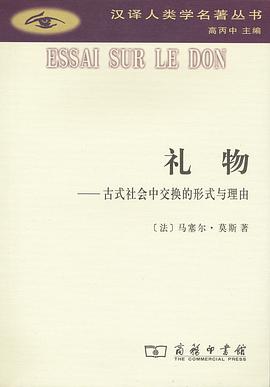 汉译人类学名著丛书
高丙中 主编
ESSAI SUR LE DON
礼物
——古式社会中交换的形式与理由
〔法〕马塞尔·莫斯 著
商务印书馆
THE COMMERCIAL PRESS